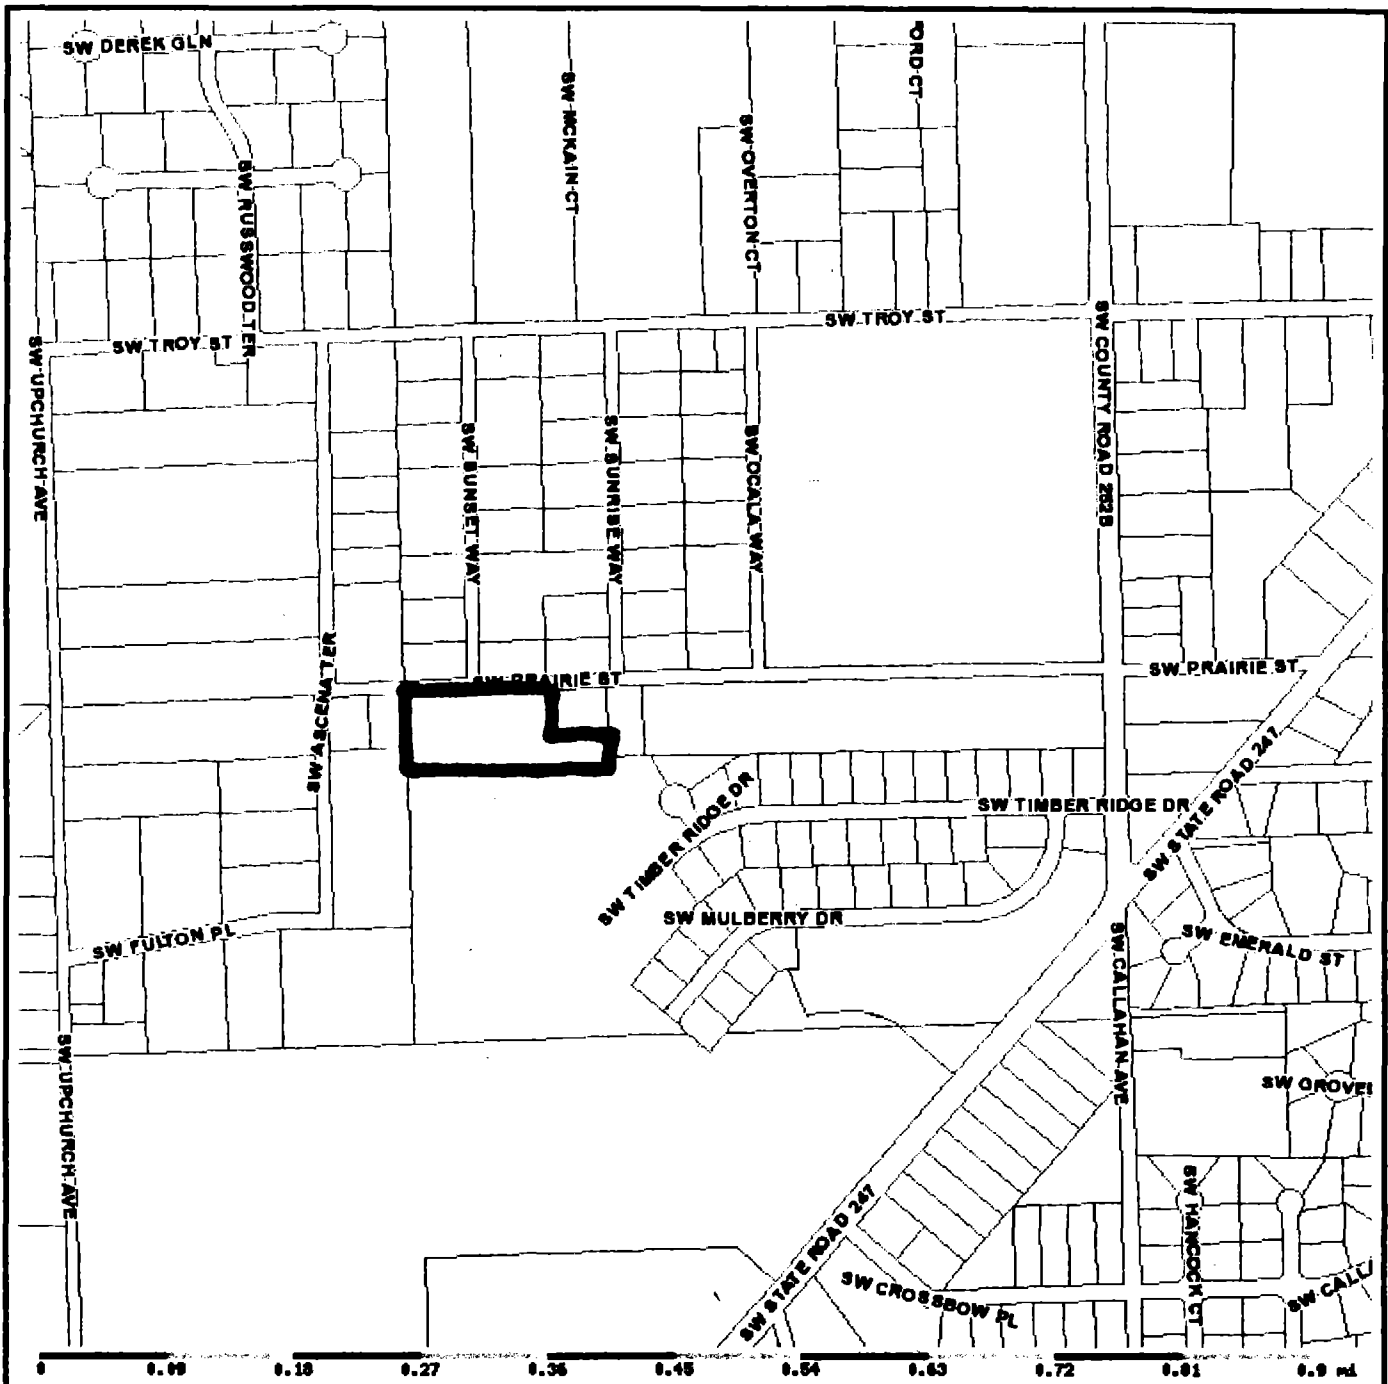 SW DEREK GLN
SW MCKAIN CT
ORD CT
SW OVERTON CT
SW RUSSWOOD TER
SW TROY ST
SW TROY ST
SW UPCHURCH AVE
SW COUNTY ROAD 252B
SW SUNSET WAY
SW SUNRISE WAY
SW OCALA WAY
SW ASCENA TER
SW PRAIRIE ST
SW PRAIRIE ST
SW STATE ROAD 247
SW TIMBER RIDGE DR
SW TIMBER RIDGE DR
SW MULBERRY DR
SW FULTON PL
SW EMERALD ST
SW CALLAHAN AVE
SW UPCHURCH AVE
SW GROVE
SW HANCOCK CT
SW STATE ROAD 247
SW CROSSBOW PL
SW CALL
0 0.09 0.18 0.27 0.36 0.45 0.54 0.63 0.72 0.81 0.9 mi